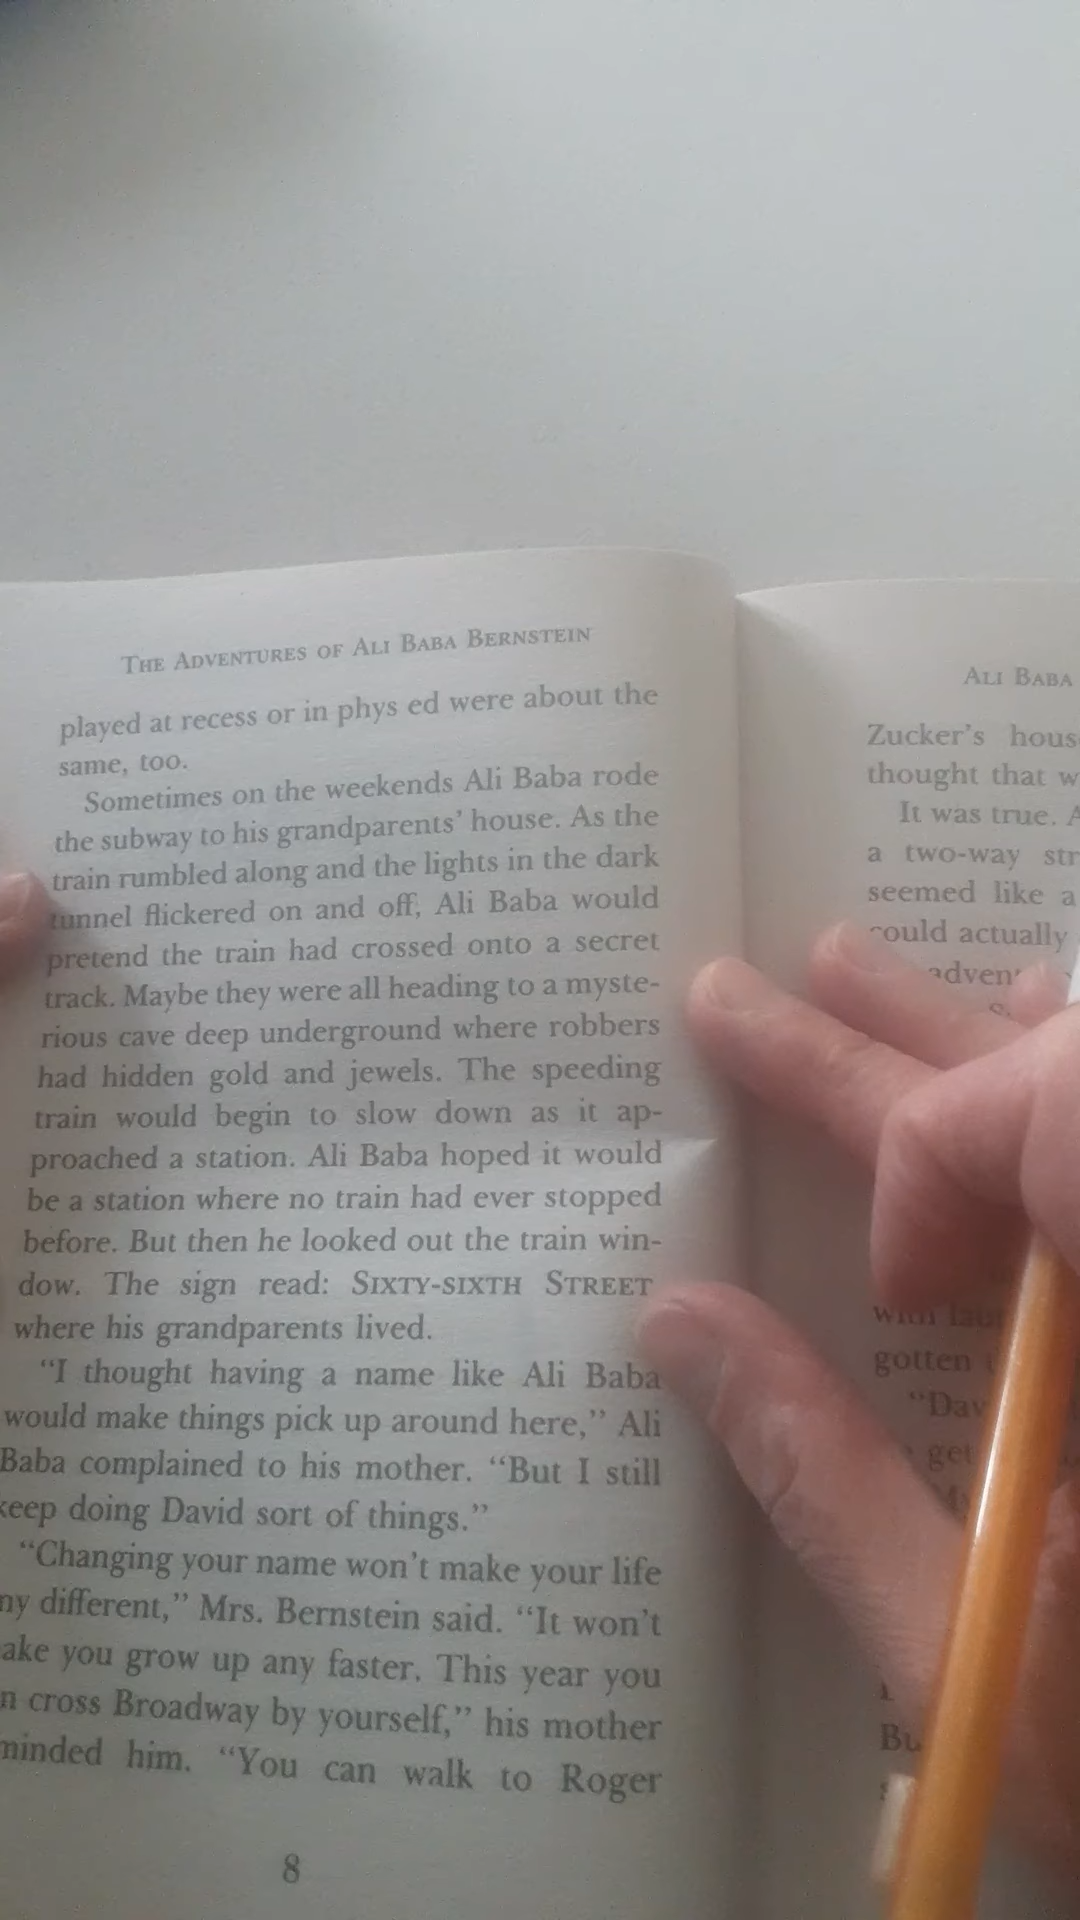 THE ADVENTURES OF ALI BABA BERNSTEIN
played at recess or in phys ed were about the
same, too.
Sometimes on the weekends Ali Baba rode
the subway to his grandparents’ house. As the
train rumbled along and the lights in the dark
tunnel flickered on and off, Ali Baba would
pretend the train had crossed onto a secret
track. Maybe they were all heading to a myste-
rious cave deep underground where robbers
had hidden gold and jewels. The speeding
train would begin to slow down as it ap-
proached a station. Ali Baba hoped it would
be a station where no train had ever stopped
before. But then he looked out the train win-
dow. The sign read: SIXTY-SIXTH STREET
where his grandparents lived.
“I thought having a name like Ali Baba
would make things pick up around here,” Ali
Baba complained to his mother. “But I still
keep doing David sort of things.”
“Changing your name won’t make your life
ny different,” Mrs. Bernstein said. “It won’t
ake you grow up any faster. This year you
n cross Broadway by yourself,” his mother
minded him. “You can walk to Roger
8
ALI BABA
Zucker’s hous
thought that w
It was true. A
a two-way str
seemed like a
could actually
advent
with lau
gotten
“Dav
get